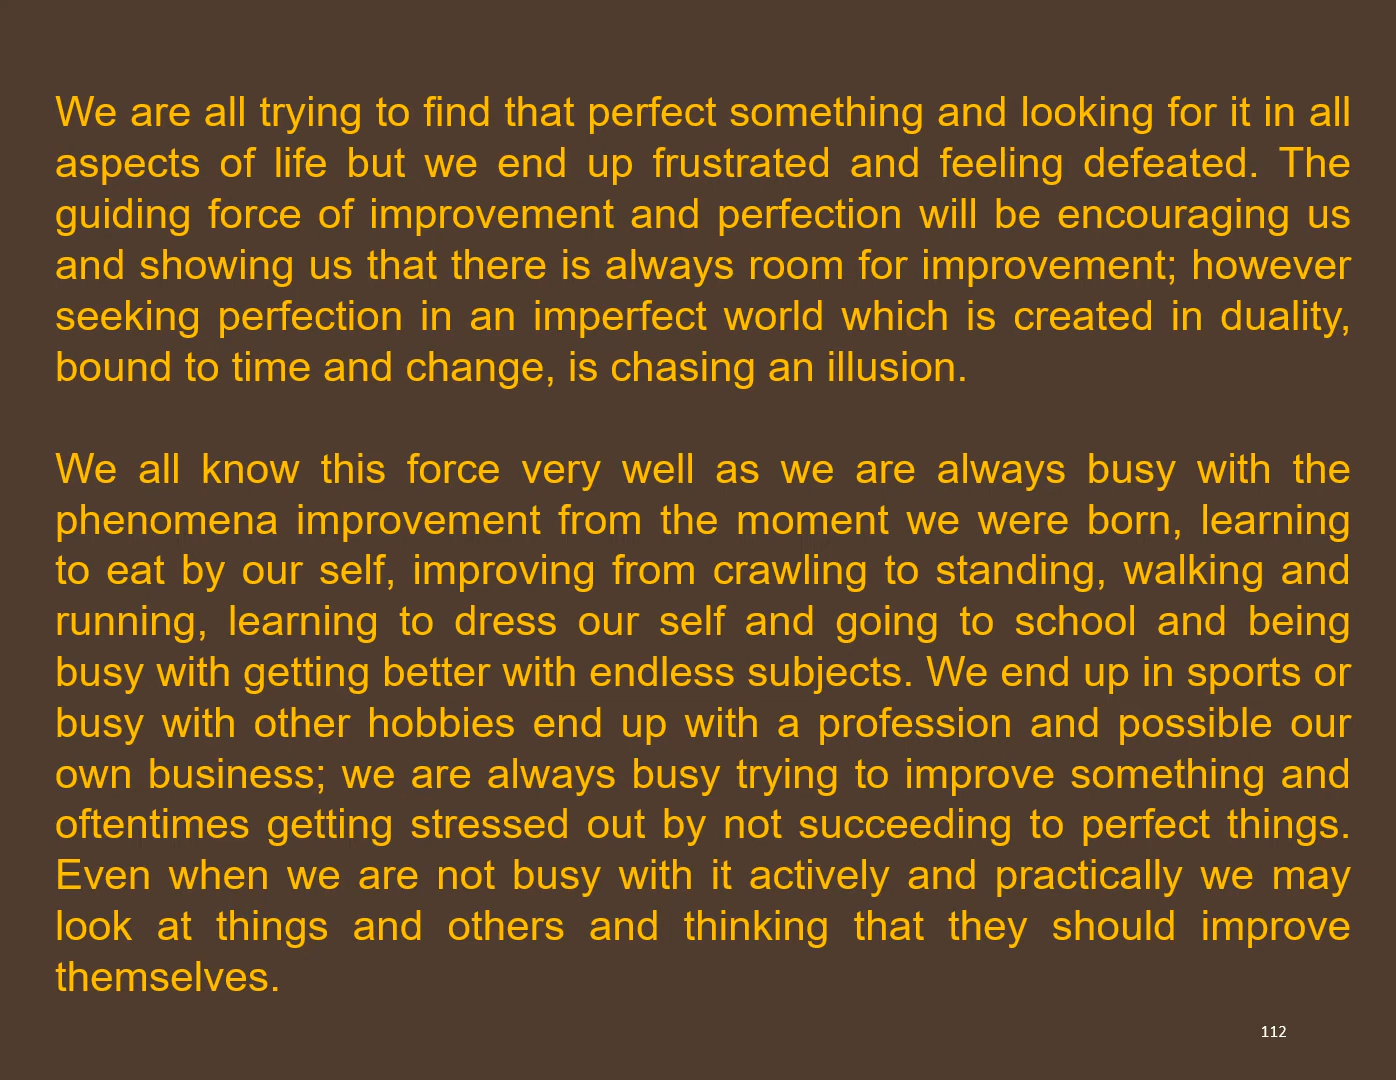 We are all trying to find that perfect something and looking for it in all
aspects of life but we end up frustrated and feeling defeated. The
guiding force of improvement and perfection will be encouraging us
and showing us that there is always room for improvement; however
seeking perfection in an imperfect world which is created in duality,
bound to time and change, is chasing an illusion.
We all know this force very well as we are always busy with the
phenomena improvement from the moment we were born, learning
to eat by our self, improving from crawling to standing, walking and
running, learning to dress our self and going to school and being
busy with getting better with endless subjects. We end up in sports or
busy with other hobbies end up with a profession and possible our
own business; we are always busy trying to improve something and
oftentimes getting stressed out by not succeeding to perfect things.
Even when we are not busy with it actively and practically we may
look at things and others and thinking that they should improve
themselves.
112